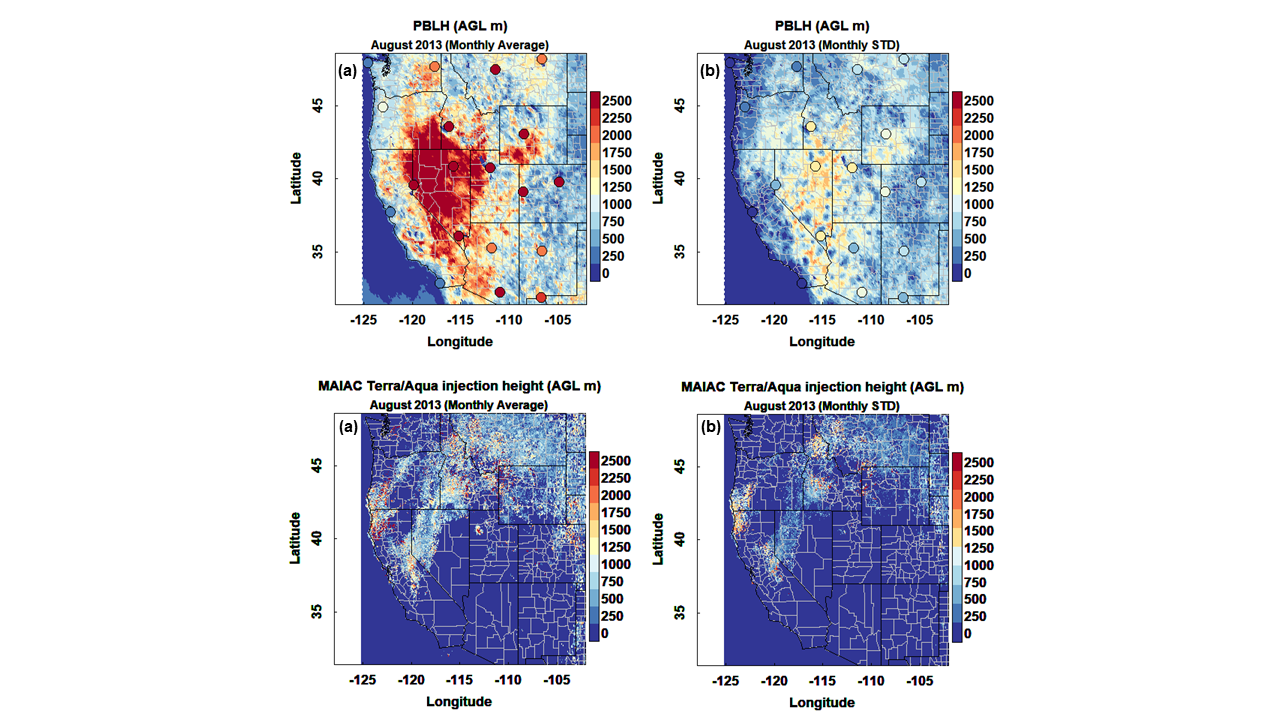 PBLH (AGL m)
August 2013 (Monthly Average)
(a)
45
40
35
Latitude
-125 -120 -115 -110 -105
Longitude
2500
2250
2000
1750
1500
1250
1000
750
500
250
0
PBLH (AGL m)
August 2013 (Monthly STD)
(b)
45
40
35
Latitude
-125 -120 -115 -110 -105
Longitude
2500
2250
2000
1750
1500
1250
1000
750
500
250
0
MAIAC Terra/Aqua injection height (AGL m)
August 2013 (Monthly Average)
(a)
45
40
35
Latitude
-125 -120 -115 -110 -105
Longitude
2500
2250
2000
1750
1500
1250
1000
750
500
250
0
MAIAC Terra/Aqua injection height (AGL m)
August 2013 (Monthly STD)
(b)
45
40
35
Latitude
-125 -120 -115 -110 -105
Longitude
2500
2250
2000
1750
1500
1250
1000
750
500
250
0